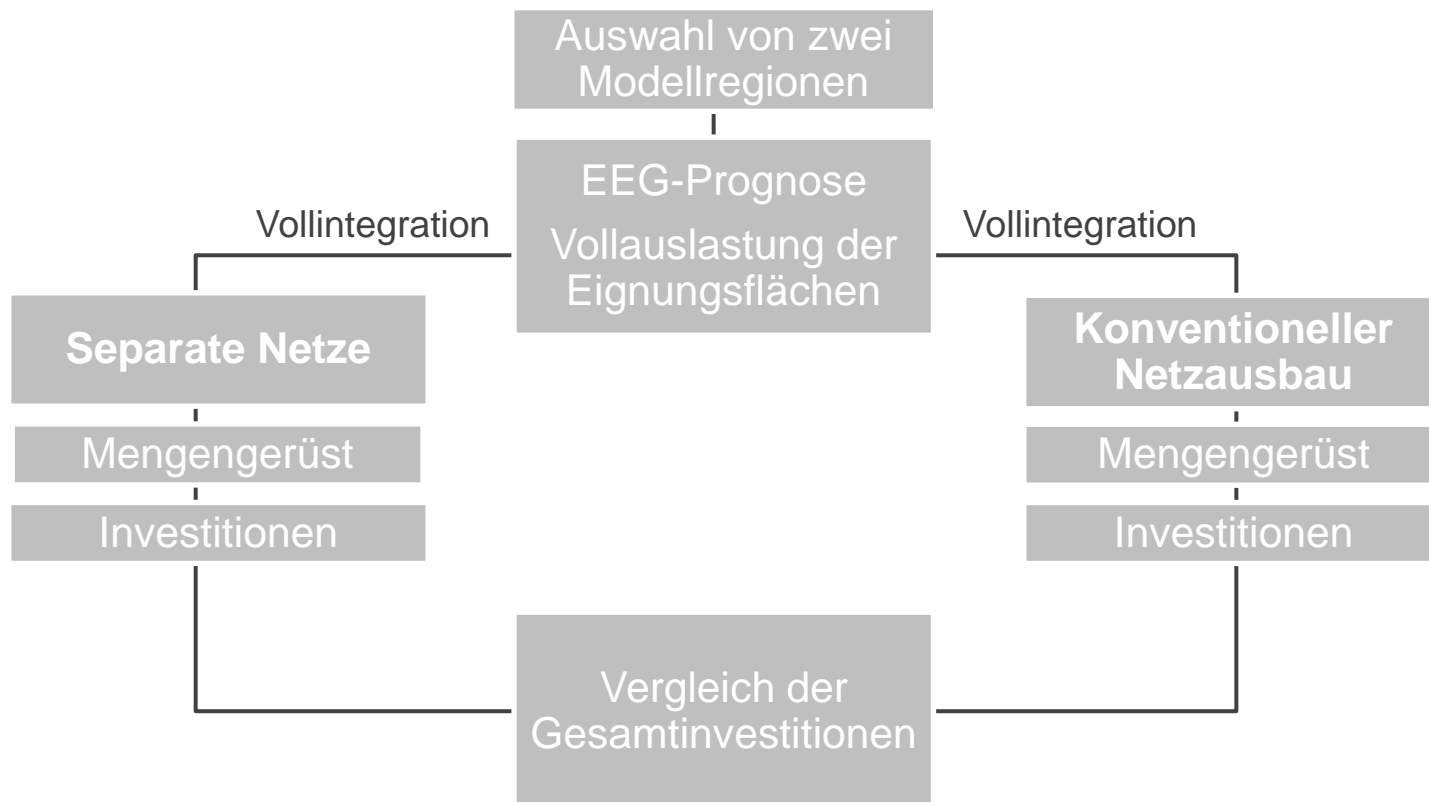 Auswahl von zwei
Modellregionen
EEG-Prognose
Vollauslastung der
Eignungsflächen
Vollintegration
Vollintegration
Separate Netze
Mengengerüst
Investitionen
Konventioneller
Netzausbau
Mengengerüst
Investitionen
Vergleich der
Gesamtinvestitionen